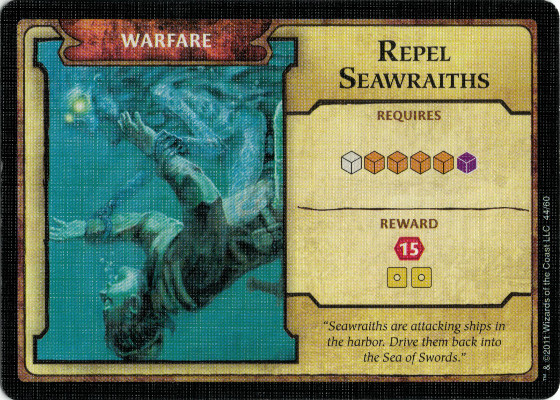 WARFARE
REPEL
SEAWRAITHS
REQUIRES
REWARD
15
"Seawraiths are attacking ships in
the harbor. Drive them back into
the Sea of Swords."
™ & ©2011 Wizards of the Coast LLC 44/60